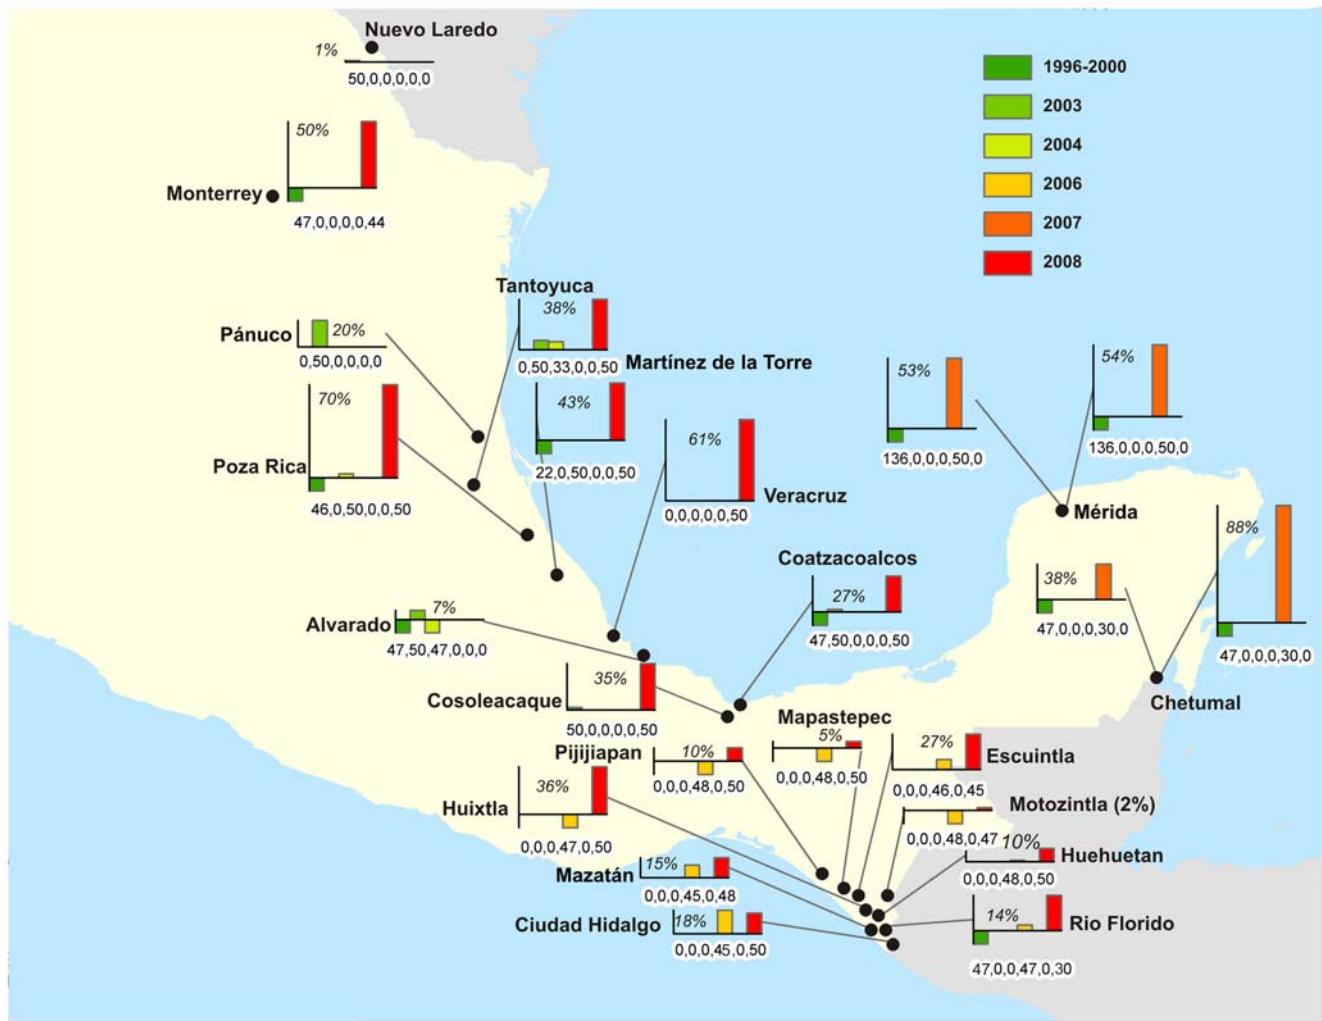 Nuevo Laredo
1%
50,0,0,0,0,0
1996-2000
2003
2004
2006
2007
2008
50%
Monterrey
47,0,0,0,0,44
Tantoyuca
38%
0,50,33,0,0,50
Pánuco
20%
0,50,0,0,0,0
Martínez de la Torre
43%
22,0,50,0,0,50
70%
Poza Rica
46,0,50,0,0,50
61%
Veracruz
0,0,0,0,0,50
53%
136,0,0,0,50,0
54%
136,0,0,0,50,0
Mérida
88%
47,0,0,0,30,0
38%
47,0,0,0,30,0
Chetumal
Coatzacoalcos
27%
47,50,0,0,0,50
7%
Alvarado
47,50,47,0,0,0
35%
Cosoleacaque
50,0,0,0,0,50
Mapastepec
5%
0,0,0,48,0,50
Pijijiapan
10%
0,0,0,48,0,50
27%
Escuintla
0,0,0,46,0,45
36%
Huixtla
0,0,0,47,0,50
Motozintla (2%)
0,0,0,48,0,47
10%
Huehuetan
0,0,0,48,0,50
15%
Mazatán
0,0,0,45,0,48
18%
Ciudad Hidalgo
0,0,0,45,0,50
14%
Rio Florido
47,0,0,47,0,30